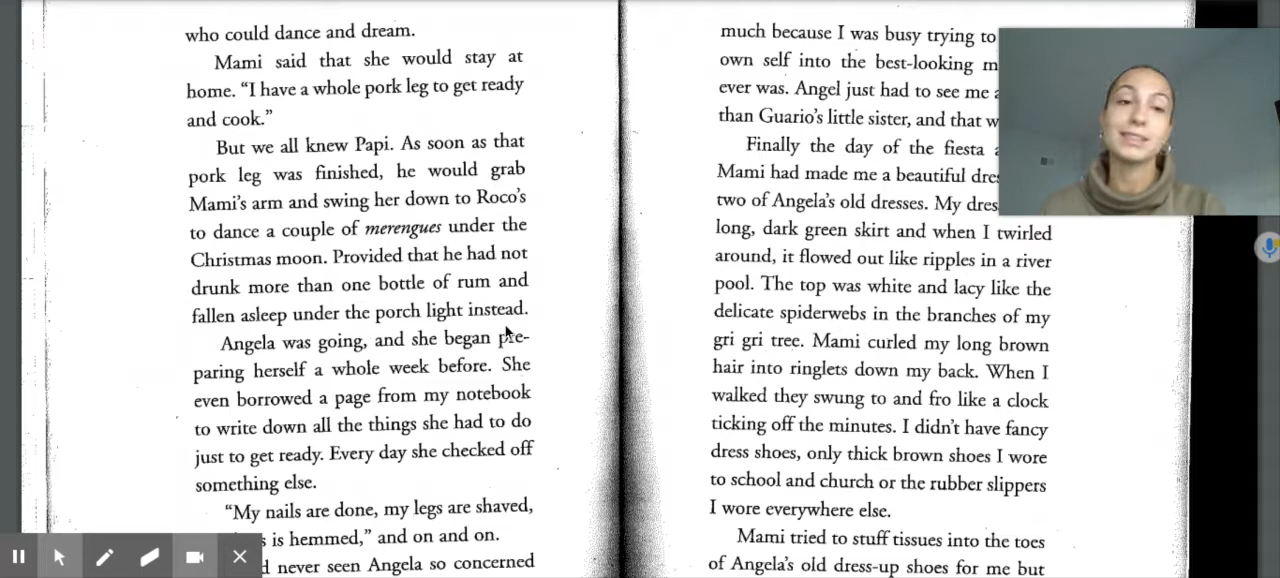 who could dance and dream.
Mami said that she would stay at
home. “I have a whole pork leg to get ready
and cook.”
But we all knew Papi. As soon as that
pork leg was finished, he would grab
Mami’s arm and swing her down to Roco’s
to dance a couple of merengues under the
Christmas moon. Provided that he had not
drunk more than one bottle of rum and
fallen asleep under the porch light instead.
Angela was going, and she began pre-
paring herself a whole week before. She
even borrowed a page from my notebook
to write down all the things she had to do
just to get ready. Every day she checked off
something else.
“My nails are done, my legs are shaved,
is hemmed,” and on and on.
never seen Angela so concerned
much because I was busy trying to
own self into the best-looking
ever was. Angel just had to see me
than Guario’s little sister, and that
Finally the day of the fiesta
Mami had made me a beautiful
two of Angela’s old dresses. My
long, dark green skirt and when I twirled
around, it flowed out like ripples in a river
pool. The top was white and lacy like the
delicate spiderwebs in the branches of my
gri gri tree. Mami curled my long brown
hair into ringlets down my back. When I
walked they swung to and fro like a clock
ticking off the minutes. I didn’t have fancy
dress shoes, only thick brown shoes I wore
to school and church or the rubber slippers
I wore everywhere else.
Mami tried to stuff tissues into the toes
of Angela’s old dress-up shoes for me but